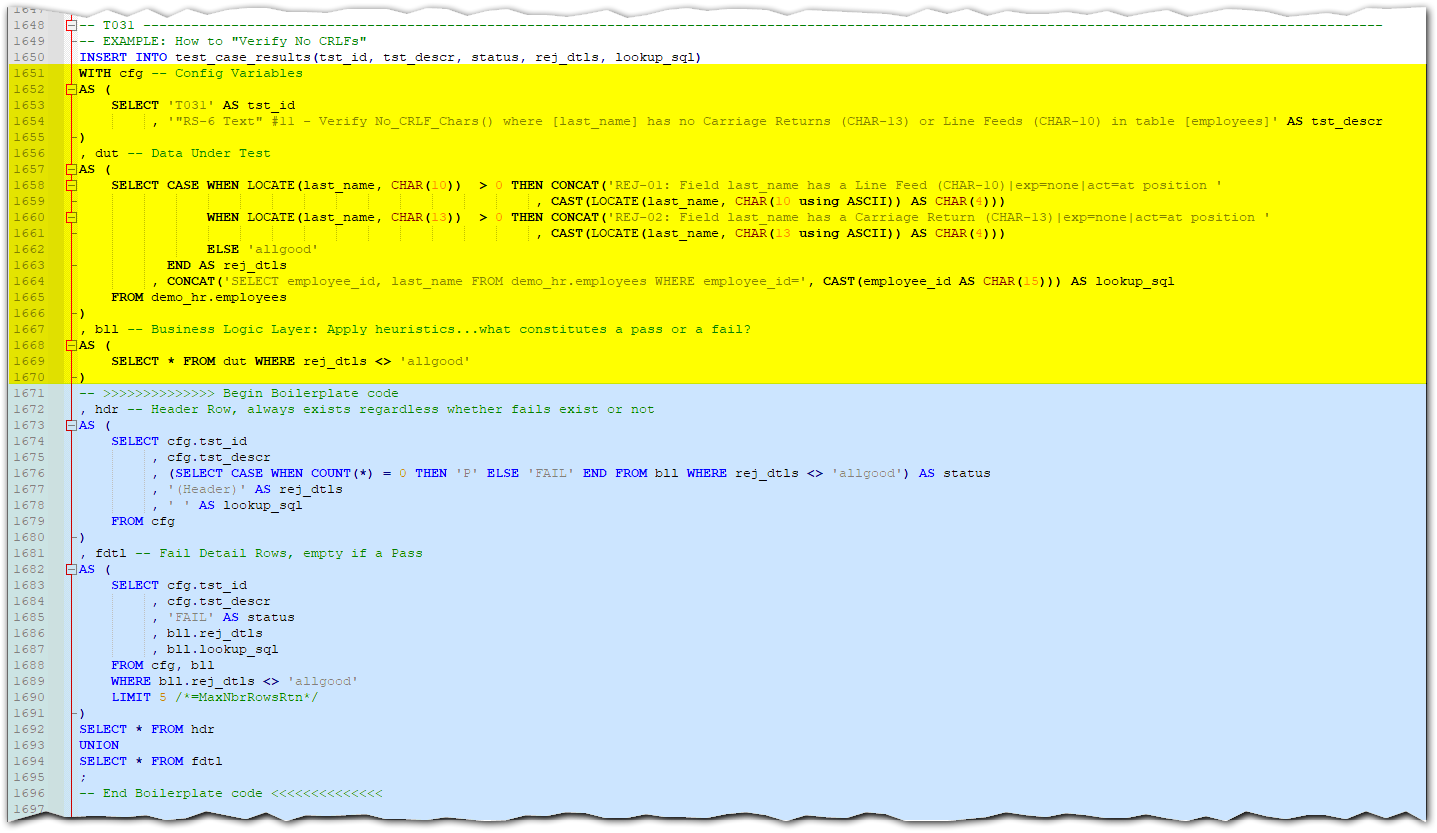 1647
1648 -- T031 ------------------------------------------------------------------------------------------------------------------------------------------------------------
1649 -- EXAMPLE: How to "Verify No CRLFs"
1650 INSERT INTO test_case_results(tst_id, tst_descr, status, rej_dtls, lookup_sql)
1651 WITH cfg -- Config Variables
1652 AS (
1653     SELECT 'T031' AS tst_id
1654          , '"RS-6 Text" #11 - Verify No_CRLF_Chars() where [last_name] has no Carriage Returns (CHAR-13) or Line Feeds (CHAR-10) in table [employees]' AS tst_descr
1655 )
1656 , dut -- Data Under Test
1657 AS (
1658     SELECT CASE WHEN LOCATE(last_name, CHAR(10))  > 0 THEN CONCAT('REJ-01: Field last_name has a Line Feed (CHAR-10)|exp=none|act=at position '
1659                                                          , CAST(LOCATE(last_name, CHAR(10 using ASCII)) AS CHAR(4)))
1660                 WHEN LOCATE(last_name, CHAR(13))  > 0 THEN CONCAT('REJ-02: Field last_name has a Carriage Return (CHAR-13)|exp=none|act=at position '
1661                                                          , CAST(LOCATE(last_name, CHAR(13 using ASCII)) AS CHAR(4)))
1662                 ELSE 'allgood'
1663            END AS rej_dtls
1664          , CONCAT('SELECT employee_id, last_name FROM demo_hr.employees WHERE employee_id=', CAST(employee_id AS CHAR(15))) AS lookup_sql
1665     FROM demo_hr.employees
1666 )
1667 , bll -- Business Logic Layer: Apply heuristics...what constitutes a pass or a fail?
1668 AS (
1669     SELECT * FROM dut WHERE rej_dtls <> 'allgood'
1670 )
1671 -- >>>>>>>>>>>>>> Begin Boilerplate code
1672 , hdr -- Header Row, always exists regardless whether fails exist or not
1673 AS (
1674     SELECT cfg.tst_id
1675          , cfg.tst_descr
1676          , (SELECT CASE WHEN COUNT(*) = 0 THEN 'P' ELSE 'FAIL' END FROM bll WHERE rej_dtls <> 'allgood') AS status
1677          , '(Header)' AS rej_dtls
1678          , ' ' AS lookup_sql
1679     FROM cfg
1680 )
1681 , fdtl -- Fail Detail Rows, empty if a Pass
1682 AS (
1683     SELECT cfg.tst_id
1684          , cfg.tst_descr
1685          , 'FAIL' AS status
1686          , bll.rej_dtls
1687          , bll.lookup_sql
1688     FROM cfg, bll
1689     WHERE bll.rej_dtls <> 'allgood'
1690     LIMIT 5 /*=MaxNbrRowsRtn*/
1691 )
1692 SELECT * FROM hdr
1693 UNION
1694 SELECT * FROM fdtl
1695 ;
1696 -- End Boilerplate code <<<<<<<<<<<<<<
1697